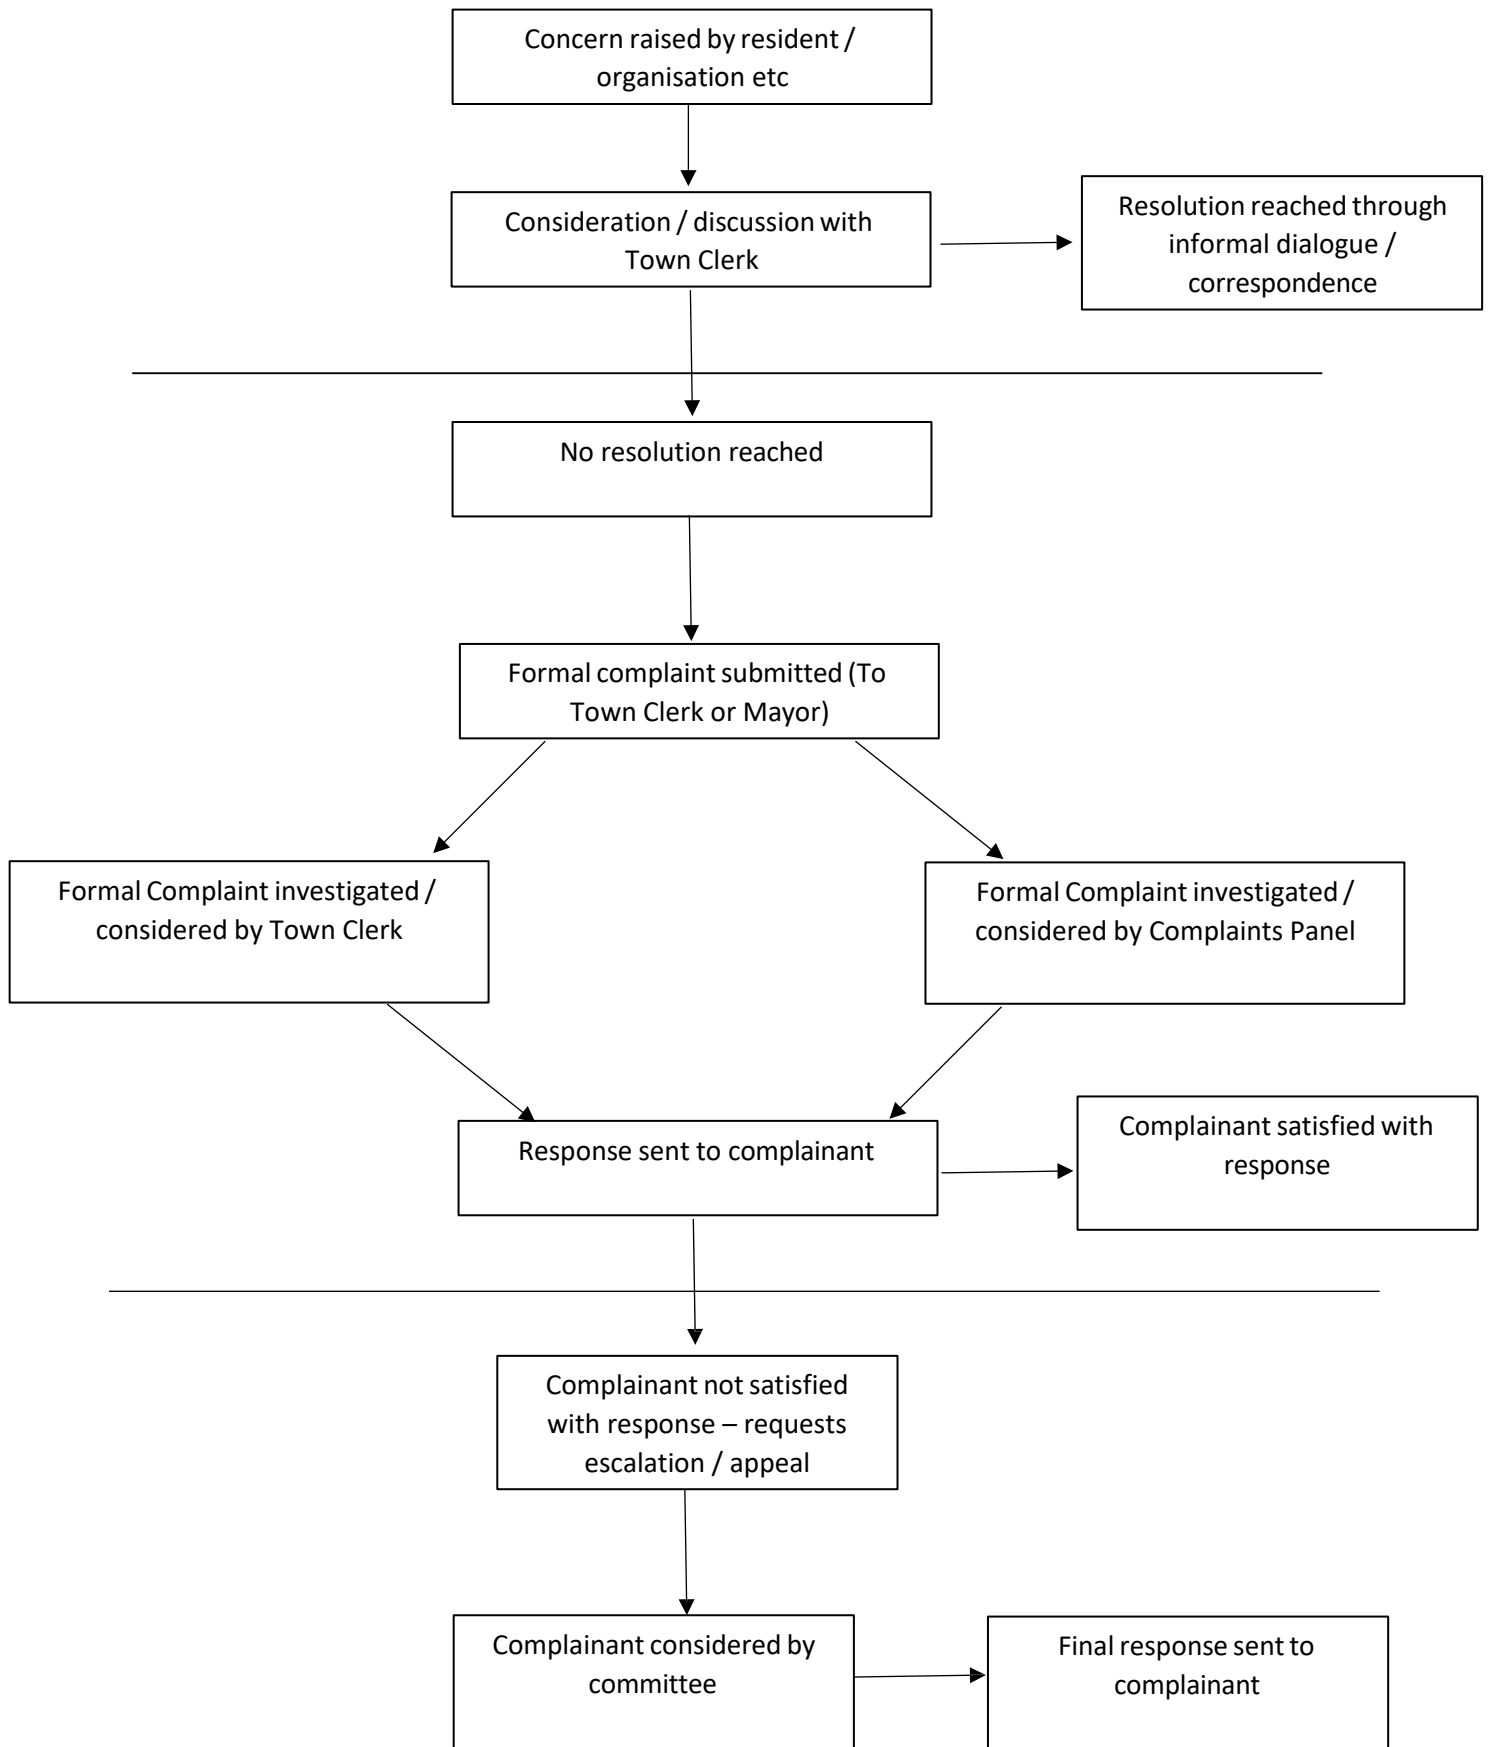 Concern raised by resident /
organisation etc
Consideration / discussion with
Town Clerk
Resolution reached through
informal dialogue /
correspondence
No resolution reached
Formal complaint submitted (To
Town Clerk or Mayor)
Formal Complaint investigated /
considered by Town Clerk
Formal Complaint investigated /
considered by Complaints Panel
Response sent to complainant
Complainant satisfied with
response
Complainant not satisfied
with response – requests
escalation / appeal
Complainant considered by
committee
Final response sent to
complainant